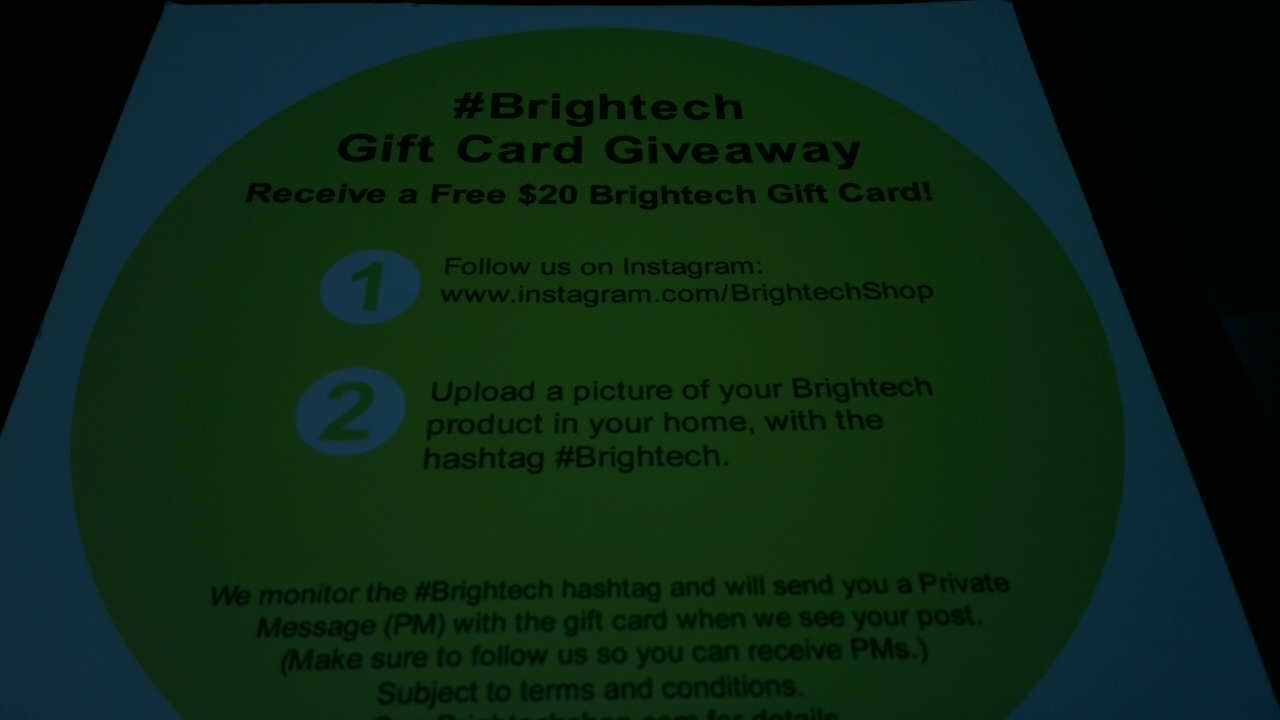 #Brightech
Gift Card Giveaway
Receive a Free $20 Brightech Gift Card!
1
Follow us on Instagram:
www.instagram.com/BrightechShop
2
Upload a picture of your Brightech
product in your home, with the
hashtag #Brightech.
We monitor the #Brightech hashtag and will send you a Private
Message (PM) with the gift card when we see your post.
(Make sure to follow us so you can receive PMs.)
Subject to terms and conditions.
for details